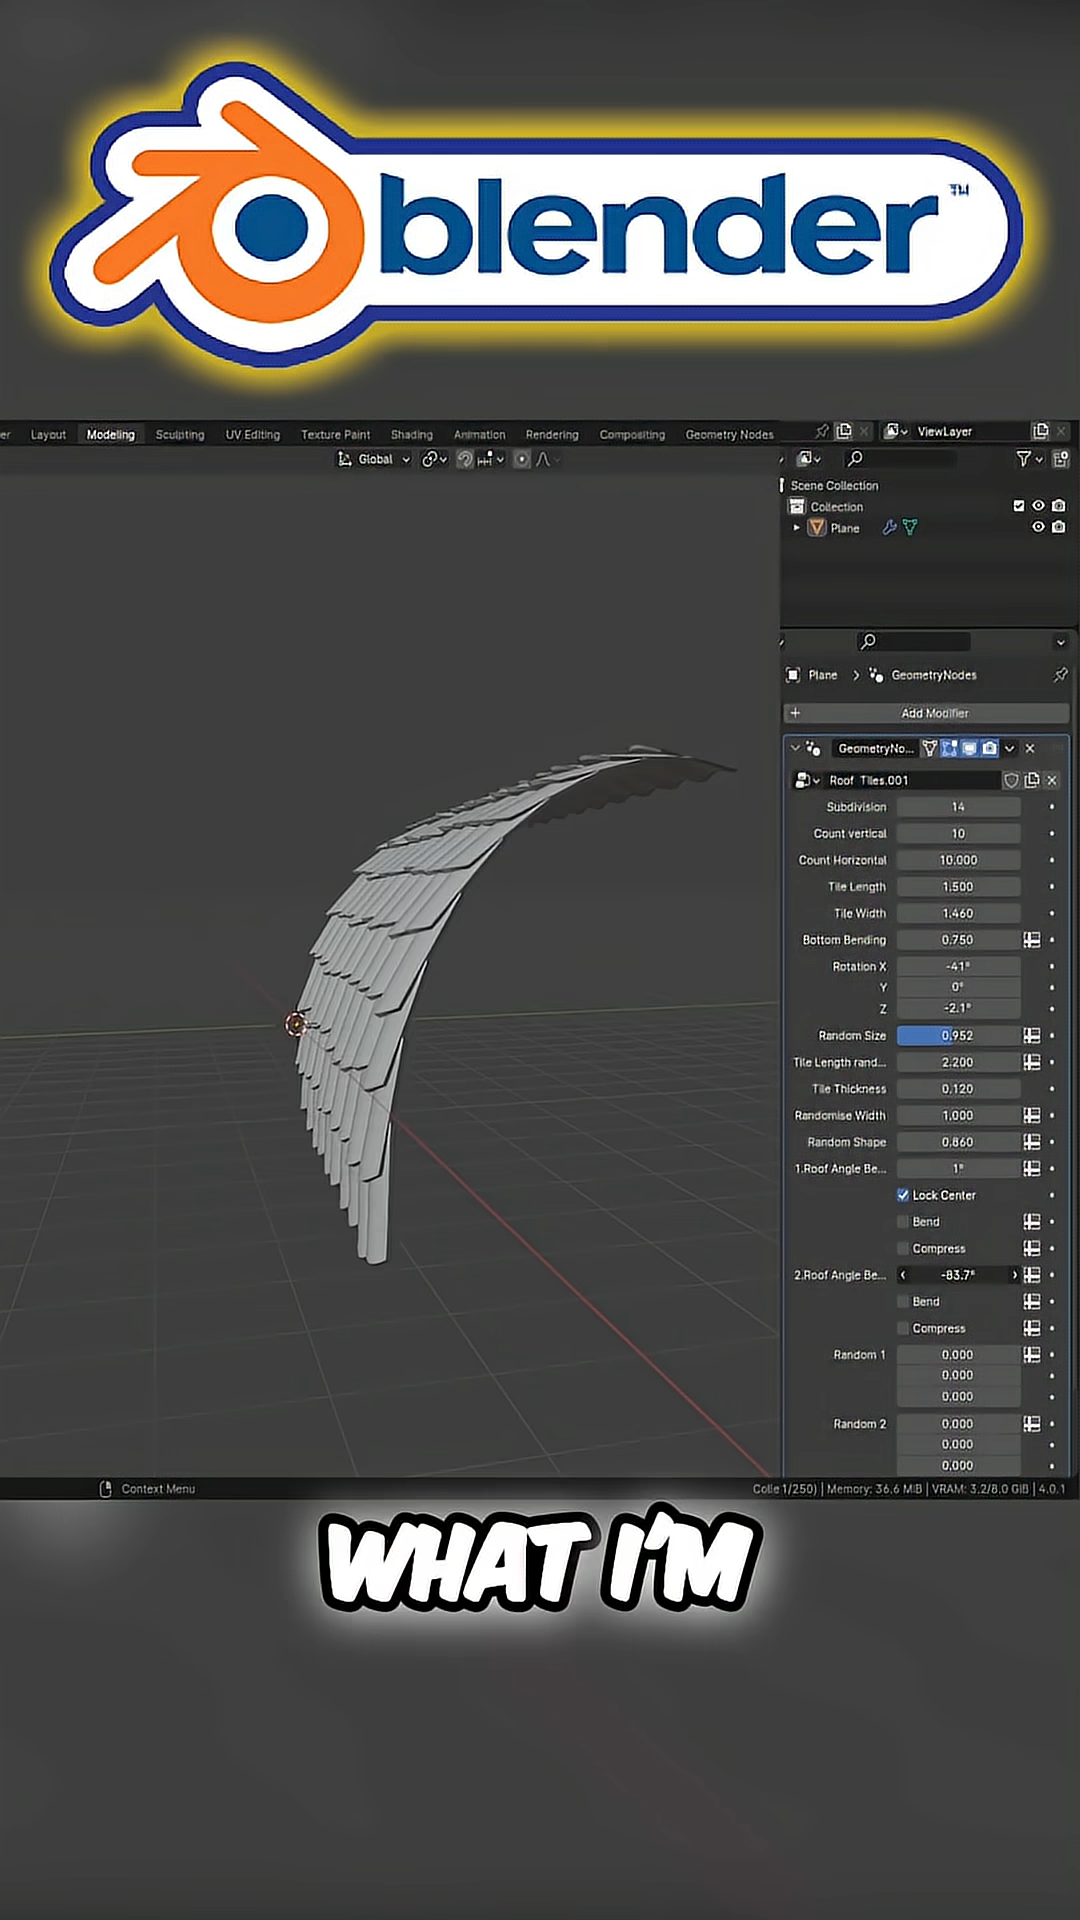 blender™
er Layout Modeling Sculpting UV Editing Texture Paint Shading Animation Rendering Compositing Geometry Nodes ViewLayer
Global
Scene Collection
Collection
Plane
Plane > GeometryNodes
+ Add Modifier
GeometryNo...
Roof Tiles.001
Subdivision 14
Count vertical 10
Count Horizontal 10.000
Tile Length 1.500
Tile Width 1.460
Bottom Bending 0.750
Rotation X -41°
Y 0°
Z -2.1°
Random Size 0.952
Tile Length rand... 2.200
Tile Thickness 0.120
Randomise Width 1.000
Random Shape 0.860
1.Roof Angle Be... 1°
Lock Center
Bend
Compress
2.Roof Angle Be... < -83.7° >
Bend
Compress
Random 1 0.000
0.000
0.000
Random 2 0.000
0.000
0.000
Context Menu
Colle 1/250) | Memory: 36.6 MiB | VRAM: 3.2/8.0 GiB | 4.0.1
WHAT I'M